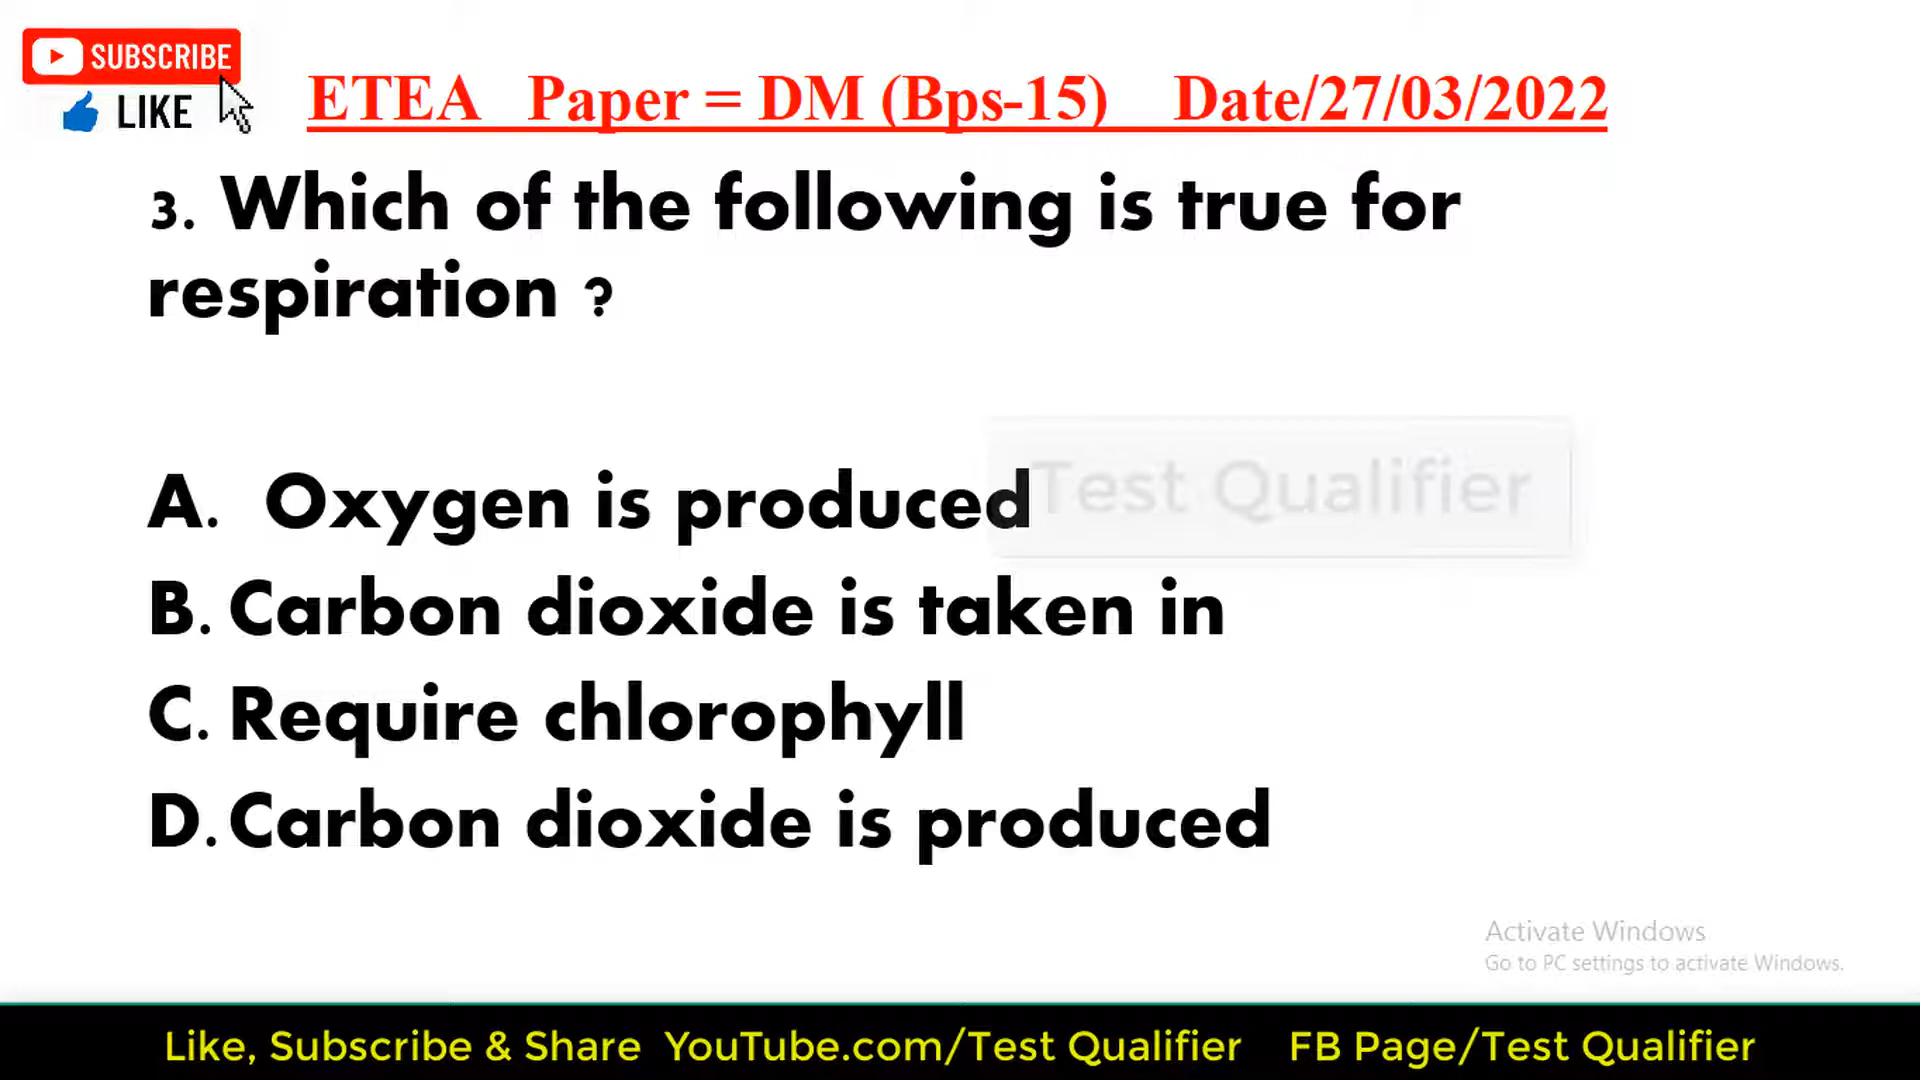 SUBSCRIBE
LIKE
ETEA Paper = DM (Bps-15) Date/27/03/2022
3. Which of the following is true for
respiration ?
Test Qualifier
A. Oxygen is produced
B. Carbon dioxide is taken in
C. Require chlorophyll
D. Carbon dioxide is produced
Activate Windows
Go to PC settings to activate Windows.
Like, Subscribe & Share YouTube.com/Test Qualifier FB Page/Test Qualifier